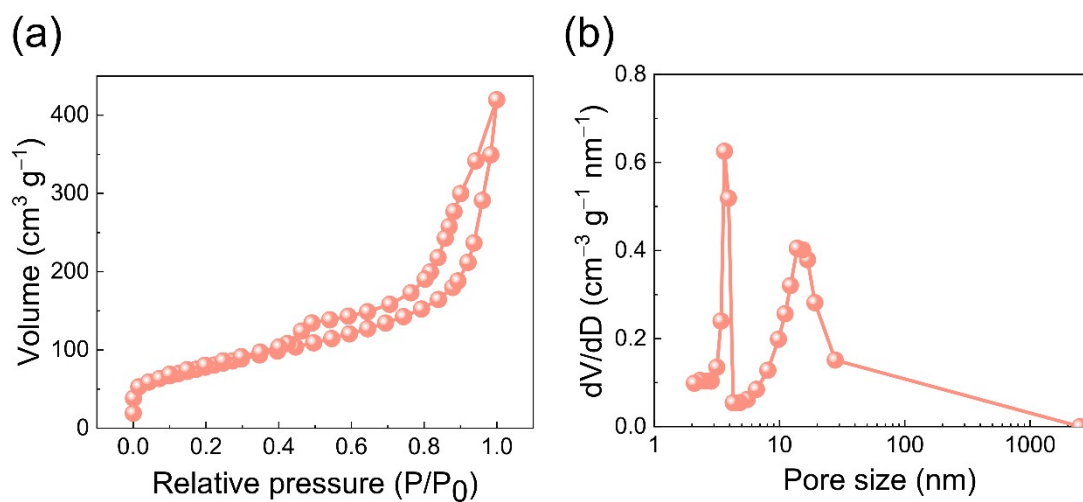 (a)
400
300
200
100
0
0.0 0.2 0.4 0.6 0.8 1.0
Volume (cm³ g⁻¹)
Relative pressure (P/P₀)
(b)
0.8
0.6
0.4
0.2
0.0
1 10 100 1000
dV/dD (cm⁻³ g⁻¹ nm⁻¹)
Pore size (nm)